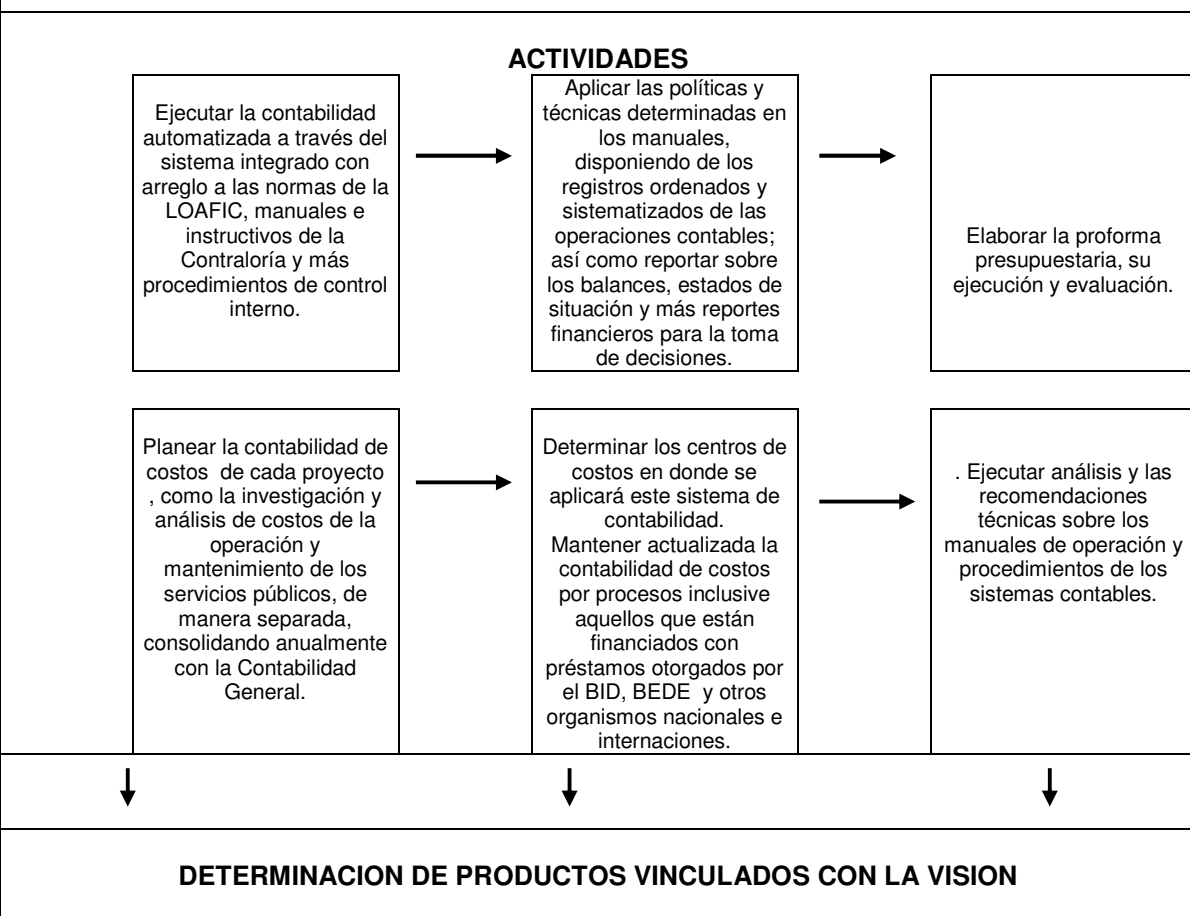 ACTIVIDADES
Ejecutar la contabilidad
automatizada a través del
sistema integrado con
arreglo a las normas de la
LOAFIC, manuales e
instructivos de la
Contraloría y más
procedimientos de control
interno.
Aplicar las políticas y
técnicas determinadas en
los manuales,
disponiendo de los
registros ordenados y
sistematizados de las
operaciones contables;
así como reportar sobre
los balances, estados de
situación y más reportes
financieros para la toma
de decisiones.
Elaborar la proforma
presupuestaria, su
ejecución y evaluación.
Planear la contabilidad de
costos de cada proyecto
, como la investigación y
análisis de costos de la
operación y
mantenimiento de los
servicios públicos, de
manera separada,
consolidando anualmente
con la Contabilidad
General.
Determinar los centros de
costos en donde se
aplicará este sistema de
contabilidad.
Mantener actualizada la
contabilidad de costos
por procesos inclusive
aquellos que están
financiados con
préstamos otorgados por
el BID, BEDE y otros
organismos nacionales e
internaciones.
. Ejecutar análisis y las
recomendaciones
técnicas sobre los
manuales de operación y
procedimientos de los
sistemas contables.
DETERMINACION DE PRODUCTOS VINCULADOS CON LA VISION